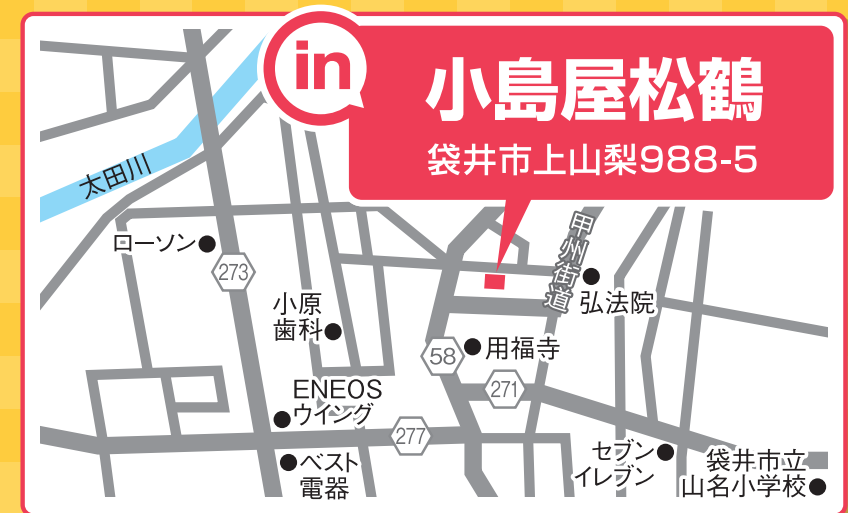 in
小島屋松鶴
袋井市上山梨988-5
太田川
ローソン
273
甲州街道
弘法院
小原
歯科
58
用福寺
271
ENEOS
ウイング
277
ベスト
電器
セブン
イレブン
袋井市立
山名小学校